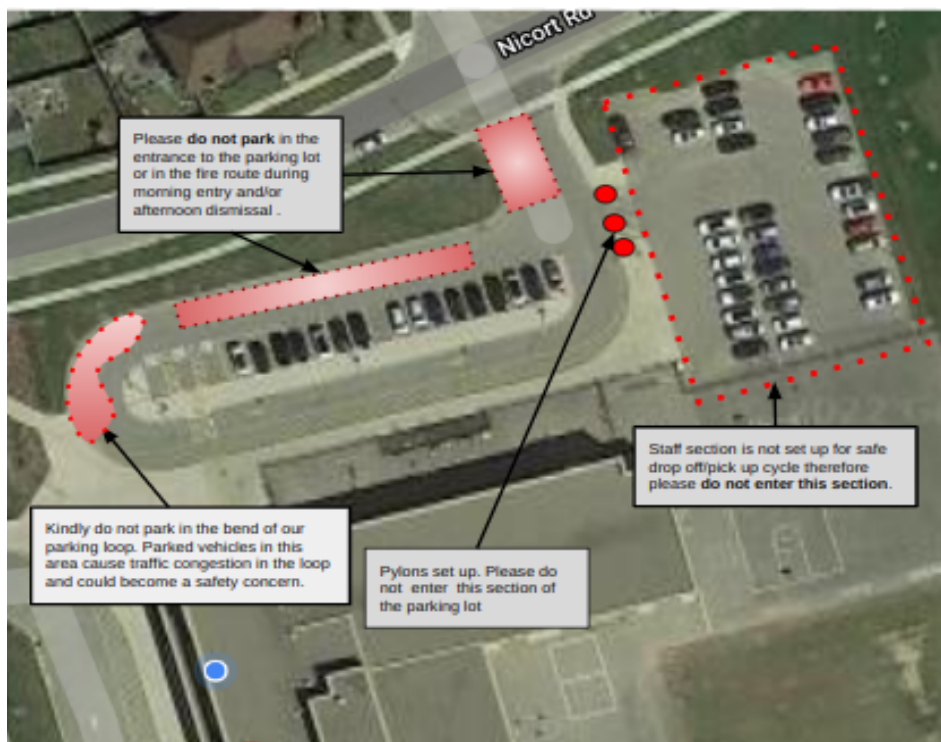 Nicort Rd
Please do not park in the
entrance to the parking lot
or in the fire route during
morning entry and/or
afternoon dismissal .
Staff section is not set up for safe
drop off/pick up cycle therefore
please do not enter this section.
Kindly do not park in the bend of our
parking loop. Parked vehicles in this
area cause traffic congestion in the loop
and could become a safety concern.
Pylons set up. Please do
not enter this section of
the parking lot